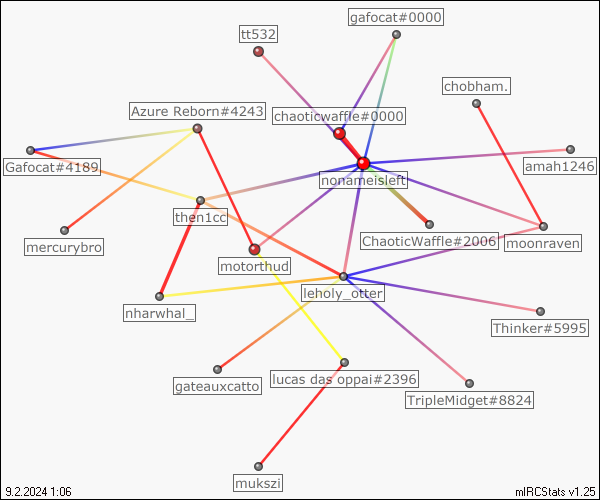 gafocat#0000
tt532
chobham.
Azure Reborn#4243
chaoticwaffle#0000
Gafocat#4189
amah1246
nonameisleft
then1cc
mercurybro
ChaoticWaffle#2006
moonraven
motorthud
leholy_otter
nharwhal_
Thinker#5995
gateauxcatto
lucas das oppai#2396
TripleMidget#8824
mukszi
9.2.2024 1:06
mIRCStats v1.25